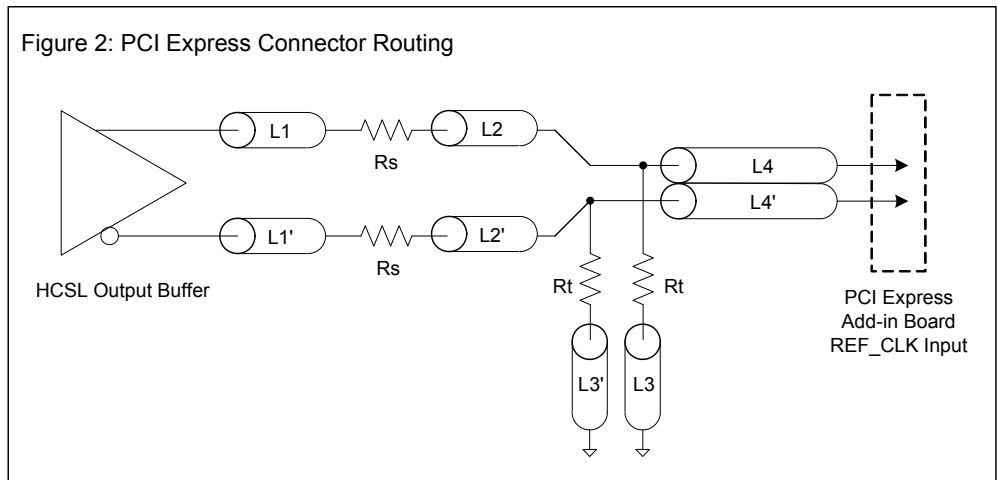 Figure 2: PCI Express Connector Routing
L1
Rs
L2
L4
L4'
L1'
Rs
L2'
HCSL Output Buffer
Rt
Rt
L3'
L3
PCI Express
Add-in Board
REF_CLK Input